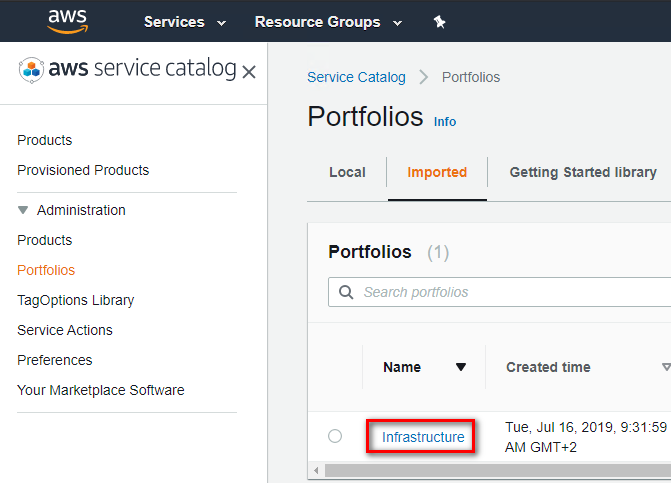 aws
Services
Resource Groups
aws service catalog
Products
Provisioned Products
Administration
Products
Portfolios
TagOptions Library
Service Actions
Preferences
Your Marketplace Software
Service Catalog > Portfolios
Portfolios Info
Local
Imported
Getting Started library
Portfolios (1)
Search portfolios
Name
Created time
Infrastructure
Tue, Jul 16, 2019, 9:31:59
AM GMT+2